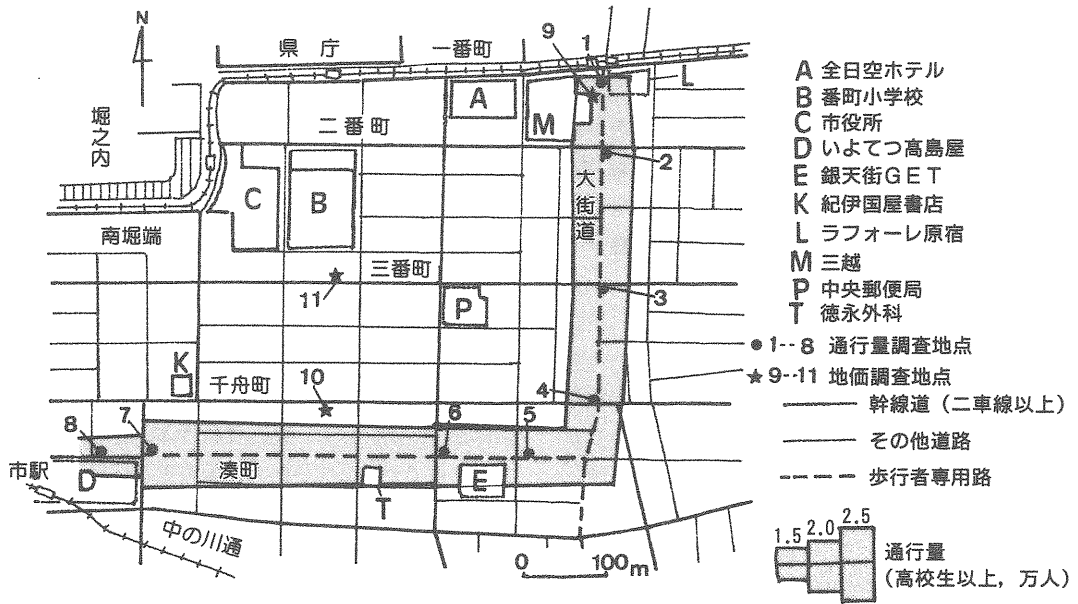 N
県庁
一番町
9
1
L
A
M
二番町
堀之内
2
大街道
C
B
南堀端
三番町
11
3
P
K
千舟町
10
4
8
7
6
5
湊町
市駅
D
T
E
中の川通
0 100m
A 全日空ホテル
B 番町小学校
C 市役所
D いよてつ髙島屋
E 銀天街GET
K 紀伊国屋書店
L ラフォーレ原宿
M 三越
P 中央郵便局
T 徳永外科
●1--8 通行量調査地点
★9--11 地価調査地点
幹線道(二車線以上)
その他道路
歩行者専用路
1.5 2.0 2.5
通行量
(高校生以上,万人)